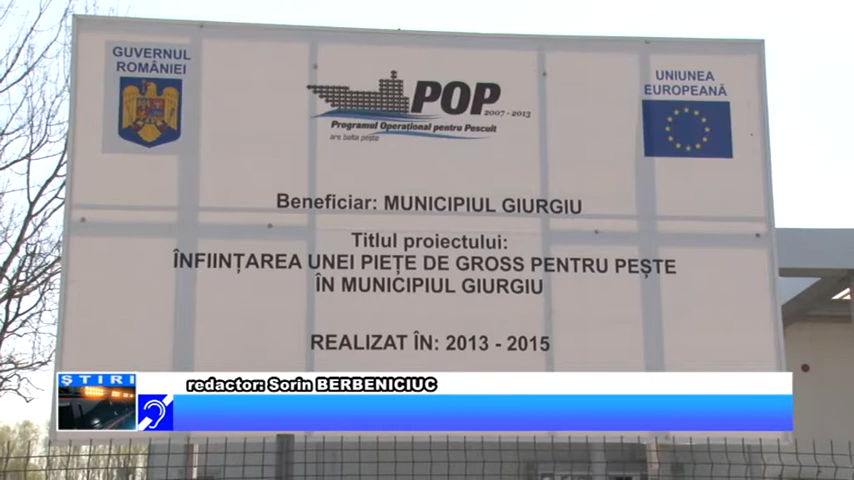 GUVERNUL
ROMÂNIEI
POP
2007 - 2013
Programul Operațional pentru Pescuit
are balta pește
UNIUNEA
EUROPEANĂ
Beneficiar: MUNICIPIUL GIURGIU
Titlul proiectului:
ÎNFIINȚAREA UNEI PIEȚE DE GROSS PENTRU PEȘTE
ÎN MUNICIPIUL GIURGIU
REALIZAT ÎN: 2013 - 2015
ȘTIRI
redactor: Sorin BERBENICIUC